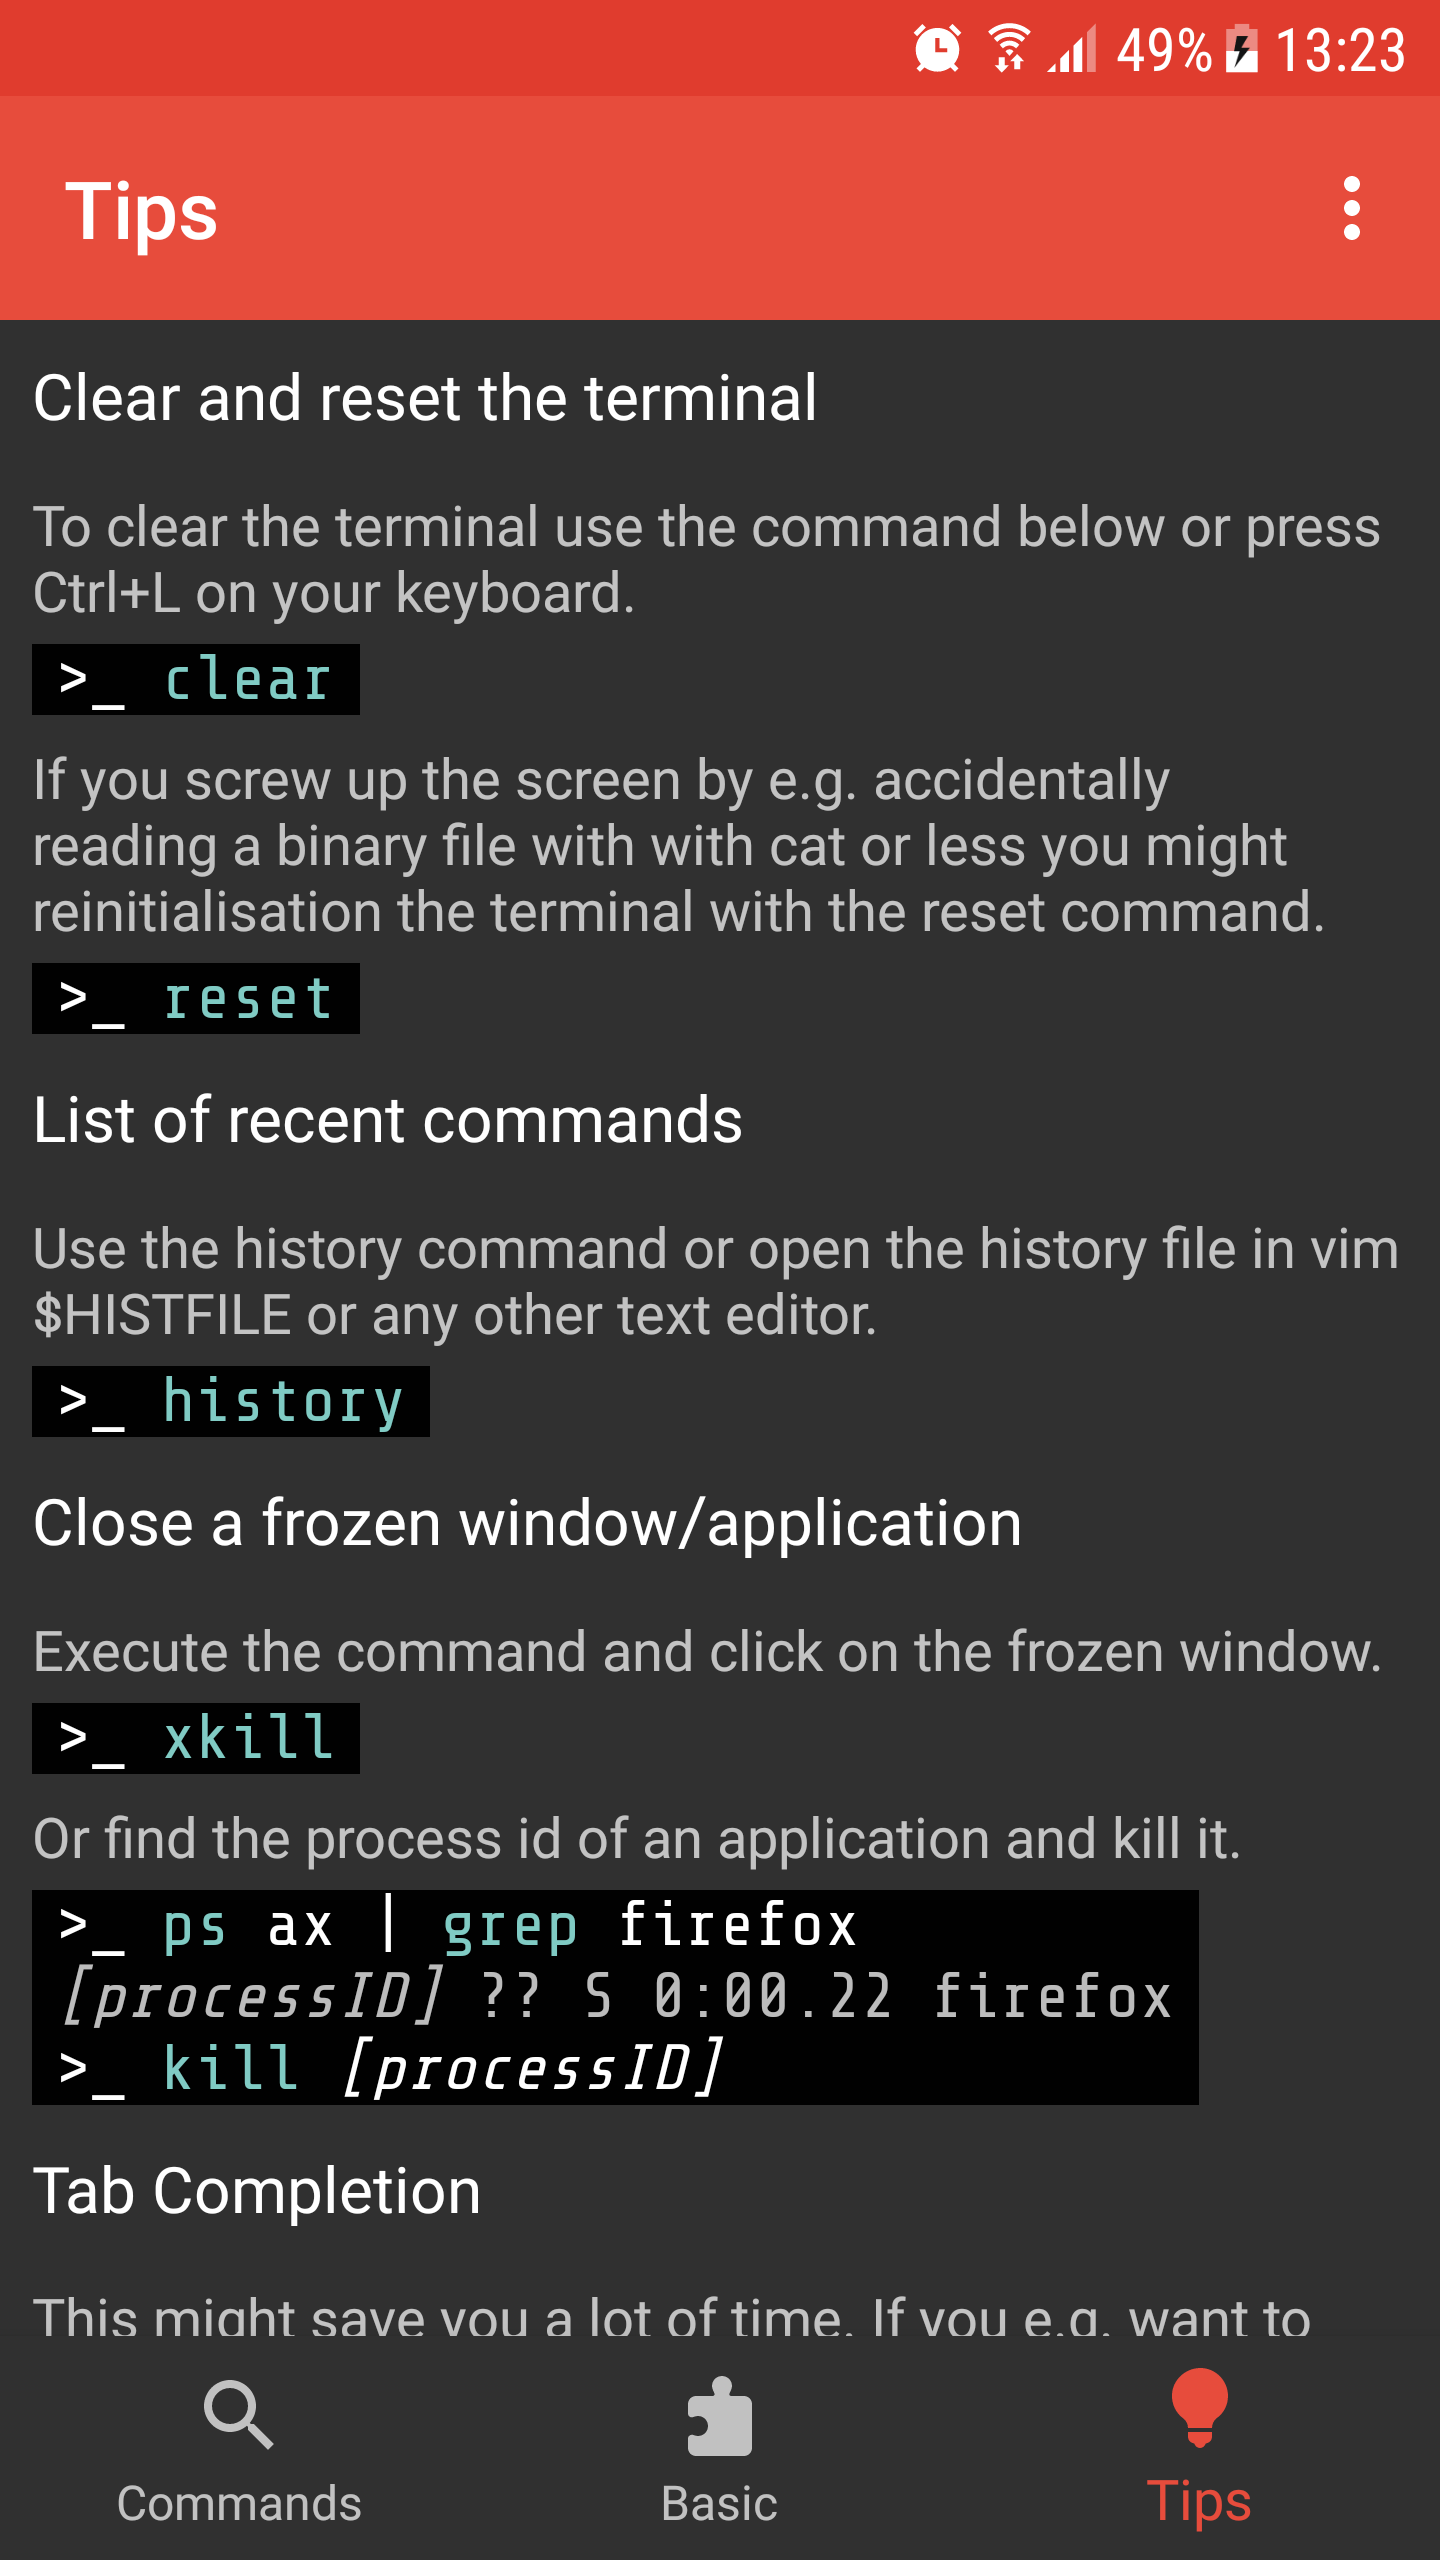 49% 13:23
Tips
Clear and reset the terminal
To clear the terminal use the command below or press
Ctrl+L on your keyboard.
>_ clear
If you screw up the screen by e.g. accidentally
reading a binary file with with cat or less you might
reinitialisation the terminal with the reset command.
>_ reset
List of recent commands
Use the history command or open the history file in vim
$HISTFILE or any other text editor.
>_ history
Close a frozen window/application
Execute the command and click on the frozen window.
>_ xkill
Or find the process id of an application and kill it.
>_ ps ax | grep firefox
[processID] ?? S 0:00.22 firefox
>_ kill [processID]
Tab Completion
This might save you a lot of time. If you e.g. want to
Commands Basic Tips